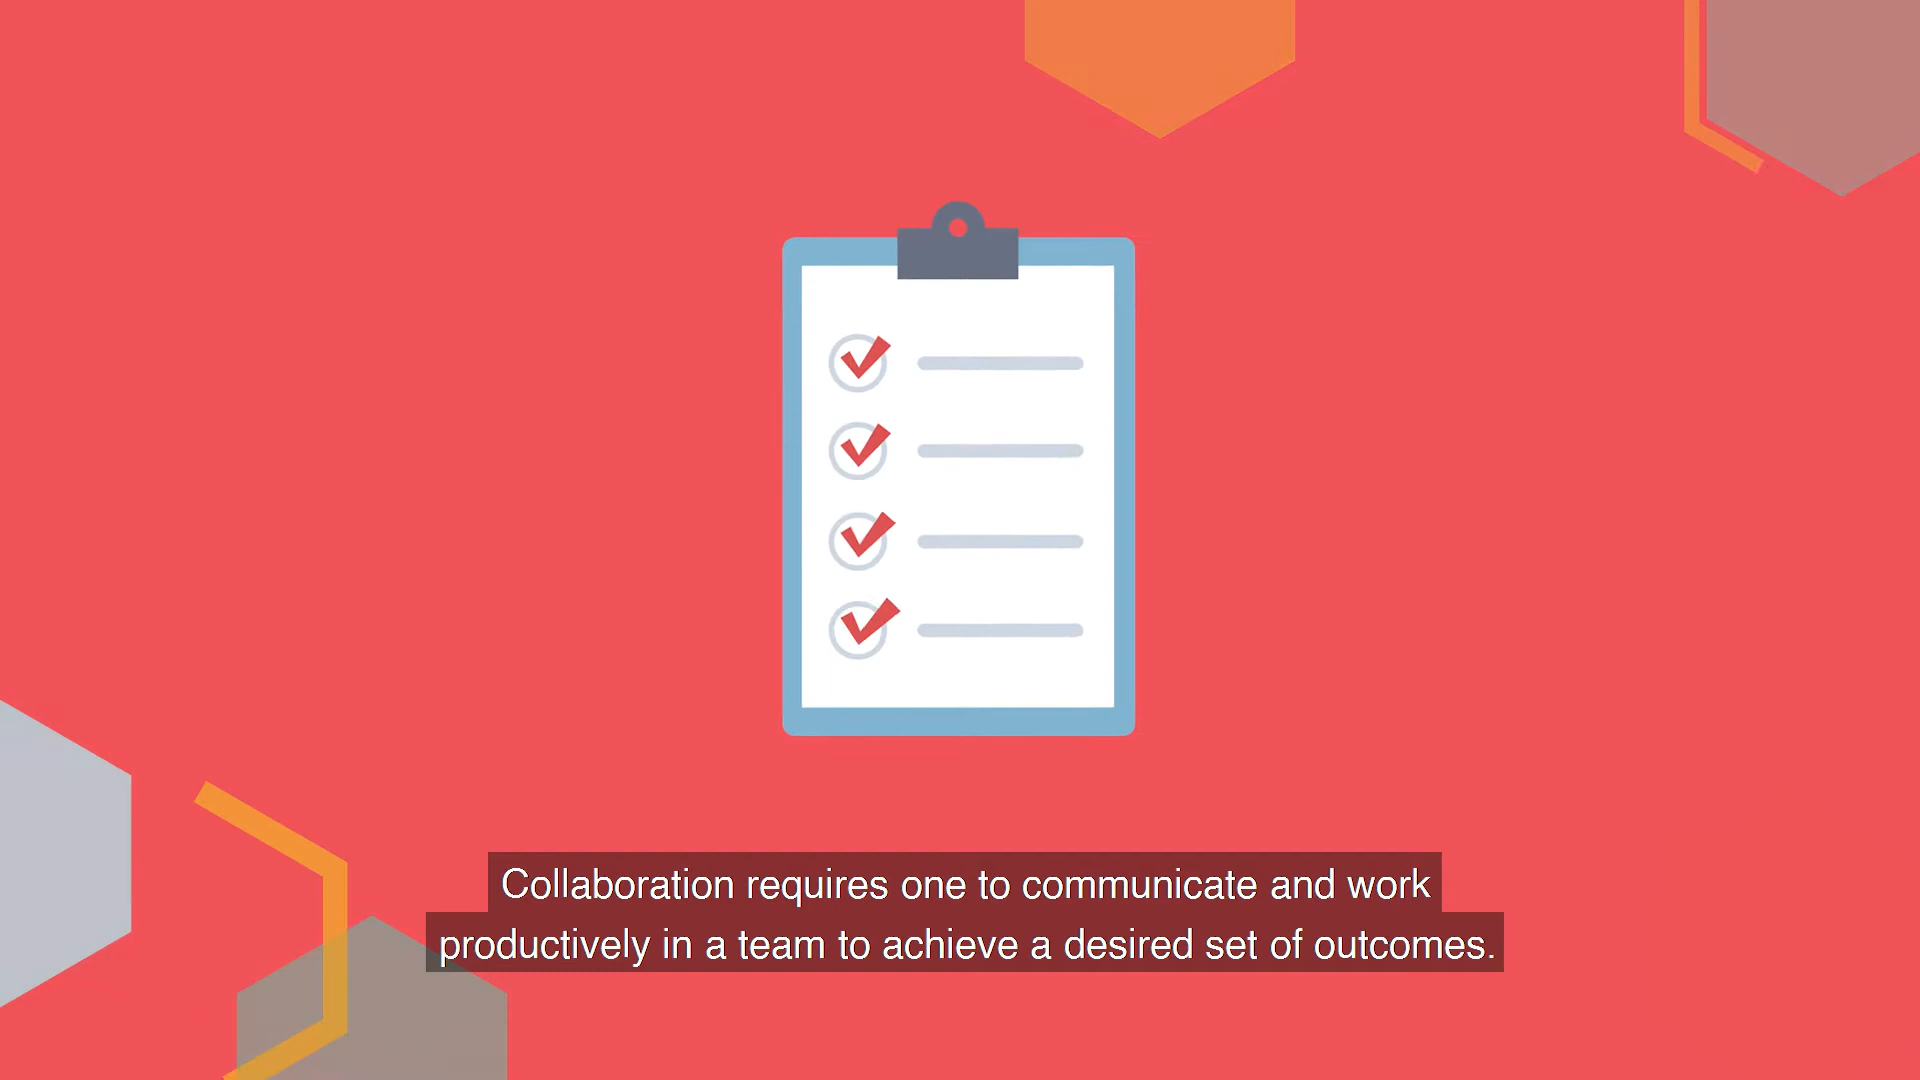 Collaboration requires one to communicate and work
productively in a team to achieve a desired set of outcomes.